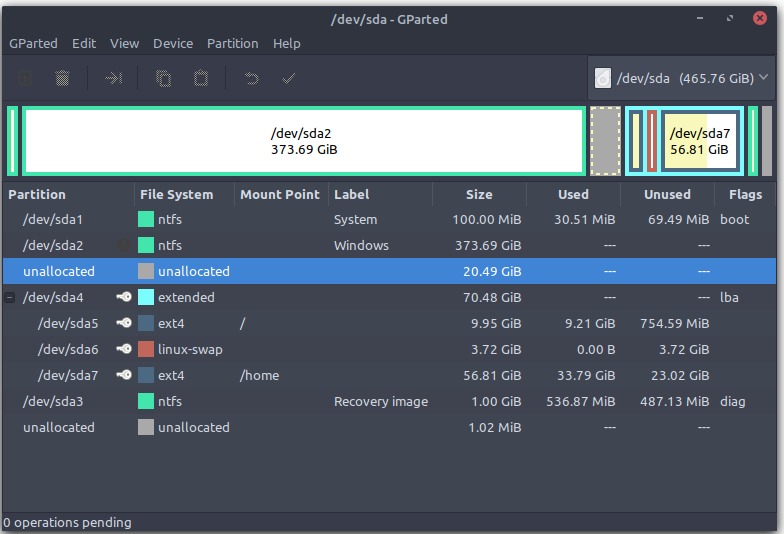 /dev/sda - GParted
GParted Edit View Device Partition Help
/dev/sda (465.76 GiB)
/dev/sda2
373.69 GiB
/dev/sda7
56.81 GiB
Partition File System Mount Point Label Size Used Unused Flags
/dev/sda1 ntfs System 100.00 MiB 30.51 MiB 69.49 MiB boot
/dev/sda2 ntfs Windows 373.69 GiB --- ---
unallocated unallocated 20.49 GiB --- ---
/dev/sda4 extended 70.48 GiB --- --- lba
/dev/sda5 ext4 / 9.95 GiB 9.21 GiB 754.59 MiB
/dev/sda6 linux-swap 3.72 GiB 0.00 B 3.72 GiB
/dev/sda7 ext4 /home 56.81 GiB 33.79 GiB 23.02 GiB
/dev/sda3 ntfs Recovery image 1.00 GiB 536.87 MiB 487.13 MiB diag
unallocated unallocated 1.02 MiB --- ---
0 operations pending